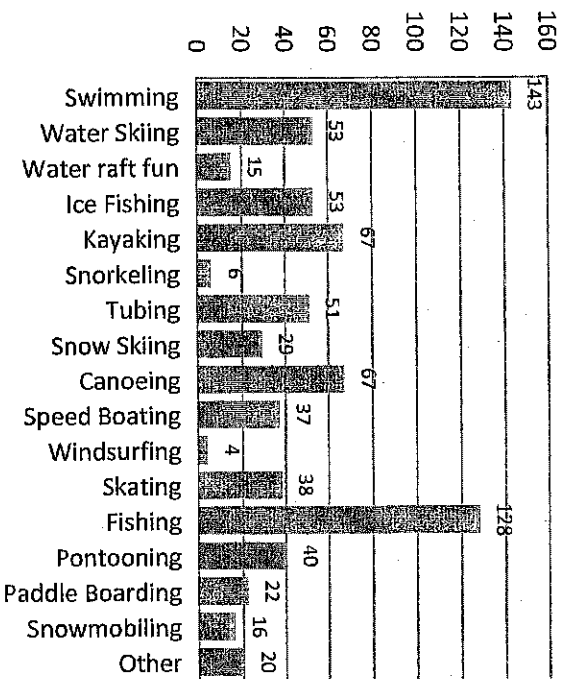 0 20 40 60 80 100 120 140 160
Swimming 143
Water Skiing 53
Water raft fun 15
Ice Fishing 53
Kayaking 67
Snorkeling 6
Tubing 51
Snow Skiing 29
Canoeing 67
Speed Boating 37
Windsurfing 4
Skating 38
Fishing 128
Pontooning 40
Paddle Boarding 22
Snowmobiling 16
Other 20